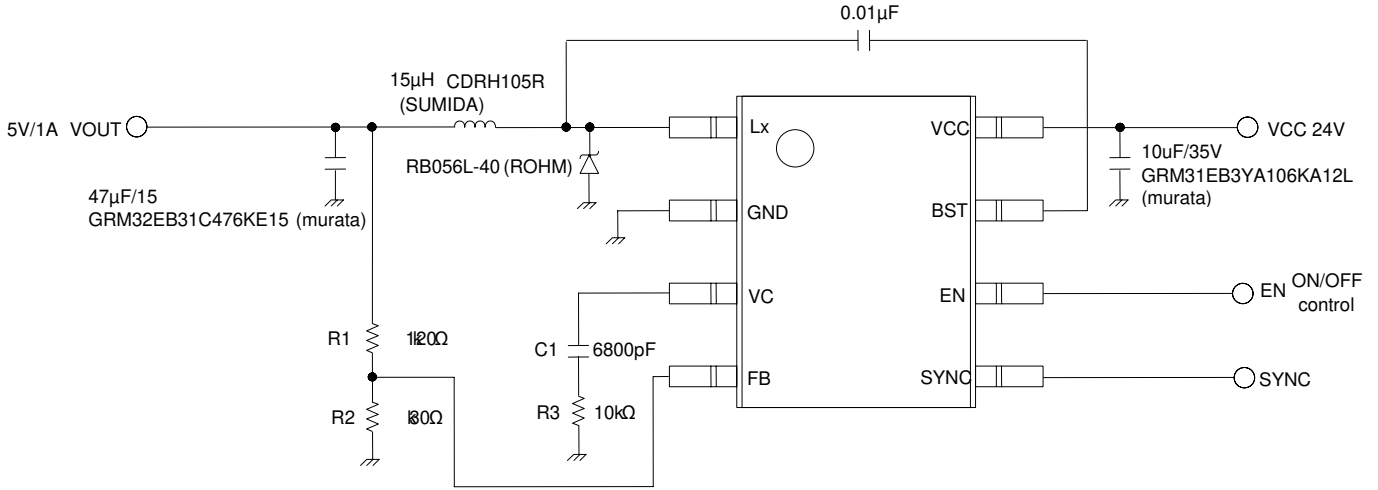 0.01µF
15µH CDRH105R
(SUMIDA)
5V/1A VOUT
Lx
VCC
VCC 24V
RB056L-40 (ROHM)
10uF/35V
GRM31EB3YA106KA12L
(murata)
47µF/15
GRM32EB31C476KE15 (murata)
GND
BST
VC
EN
EN ON/OFF
control
R1
C1 6800pF
FB
SYNC
SYNC
R2
R3 10kΩ